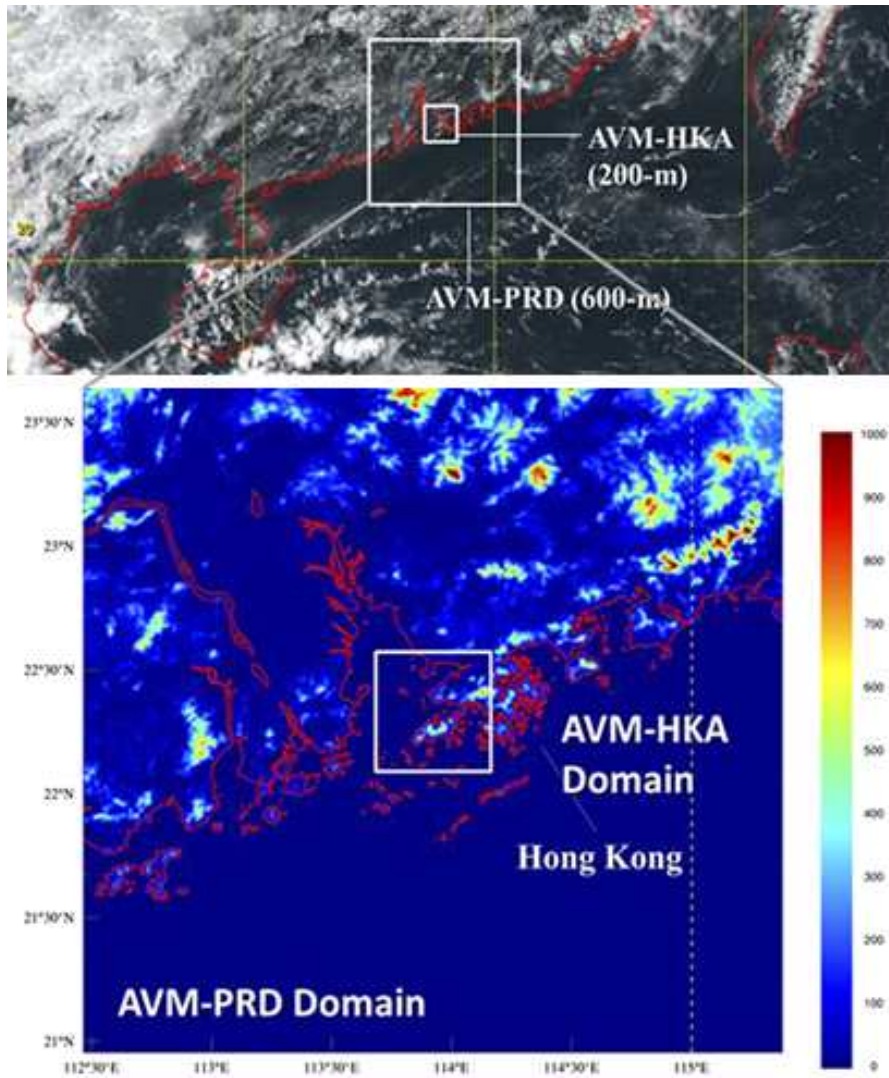 AVM-HKA
(200-m)
20
AVM-PRD (600-m)
23°30'N
23°N
22°30'N
22°N
21°30'N
21°N
112°30'E
113°E
113°30'E
114°E
114°30'E
115°E
AVM-HKA
Domain
Hong Kong
AVM-PRD Domain
1000
900
800
700
600
500
400
300
200
100
0